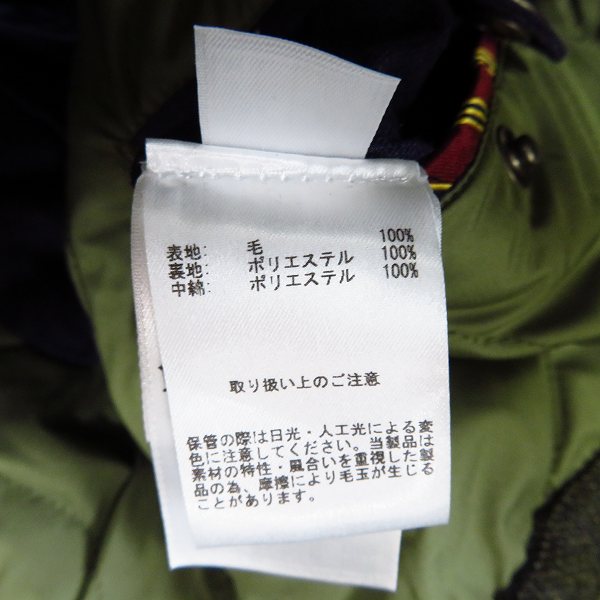 表地: 毛 100%
裏地: ポリエステル 100%
中綿: ポリエステル 100%
取り扱い上のご注意
保管の際は日光・人工光による変
色に注意してください。当製品は
素材の特性・風合いを重視した製
品の為、摩擦により毛玉が生じる
ことがあります。